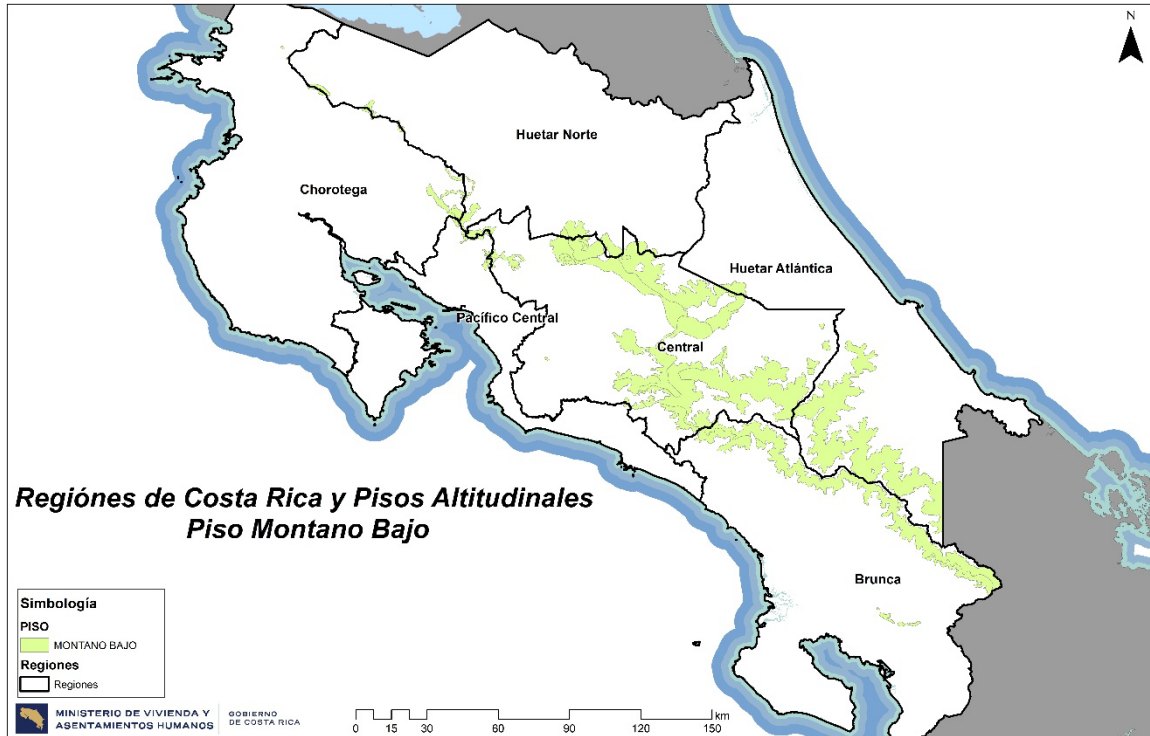 N
Huetar Norte
Chorotega
Huetar Atlántica
Pacífico Central
Central
Regiónes de Costa Rica y Pisos Altitudinales
Piso Montano Bajo
Brunca
Simbología
PISO
MONTANO BAJO
Regiones
Regiones
MINISTERIO DE VIVIENDA Y
ASENTAMIENTOS HUMANOS
GOBIERNO
DE COSTA RICA
km
0 15 30 60 90 120 150